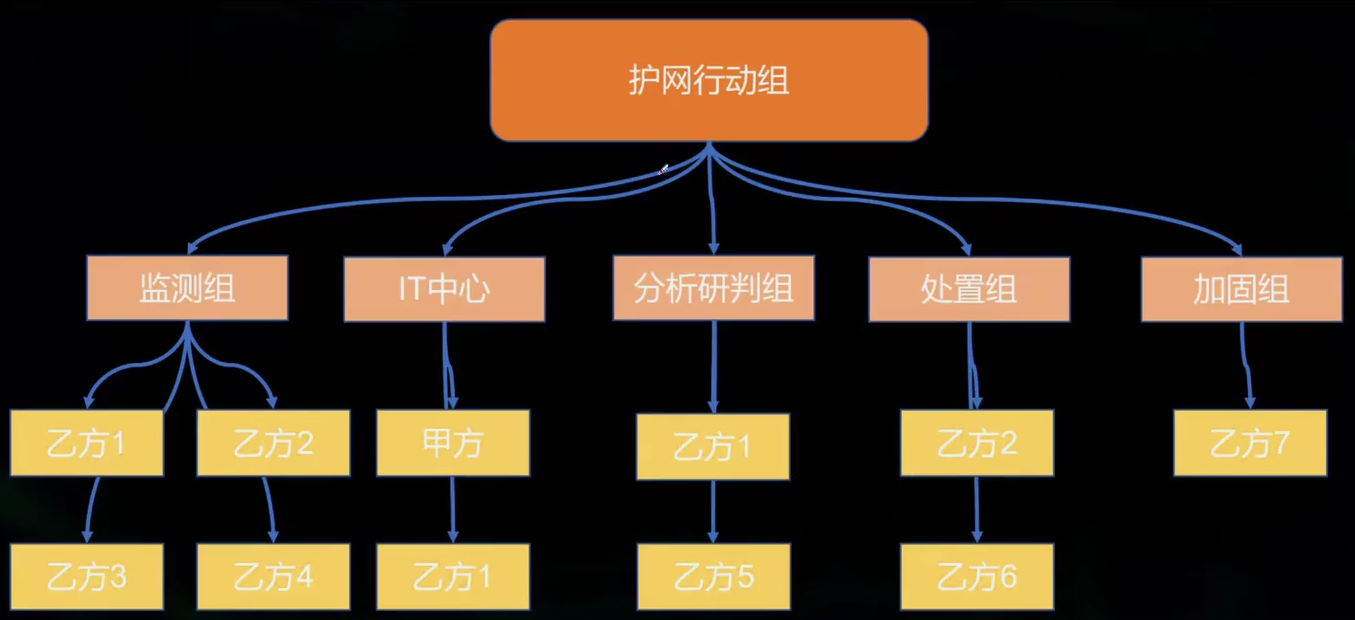 护网行动组
监测组
IT中心
分析研判组
处置组
加固组
乙方1
乙方2
甲方
乙方1
乙方2
乙方7
乙方3
乙方4
乙方1
乙方5
乙方6